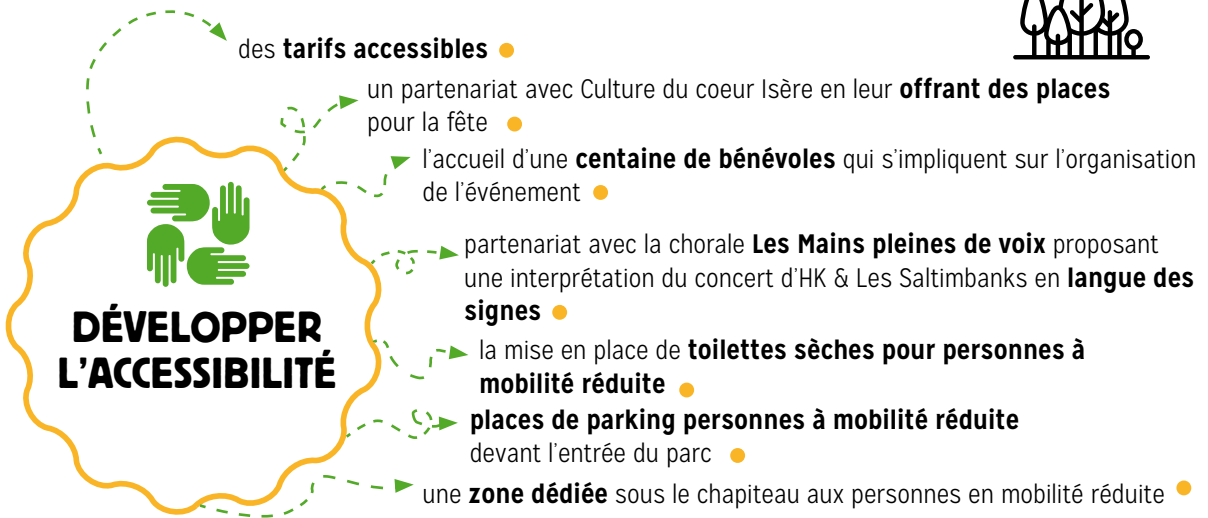 des tarifs accessibles
un partenariat avec Culture du coeur Isère en leur offrant des places
pour la fête
l'accueil d'une centaine de bénévoles qui s'impliquent sur l'organisation
de l'événement
partenariat avec la chorale Les Mains pleines de voix proposant
une interprétation du concert d'HK & Les Saltimbanks en langue des
signes
DÉVELOPPER
L'ACCESSIBILITÉ
la mise en place de toilettes sèches pour personnes à
mobilité réduite
places de parking personnes à mobilité réduite
devant l'entrée du parc
une zone dédiée sous le chapiteau aux personnes en mobilité réduite